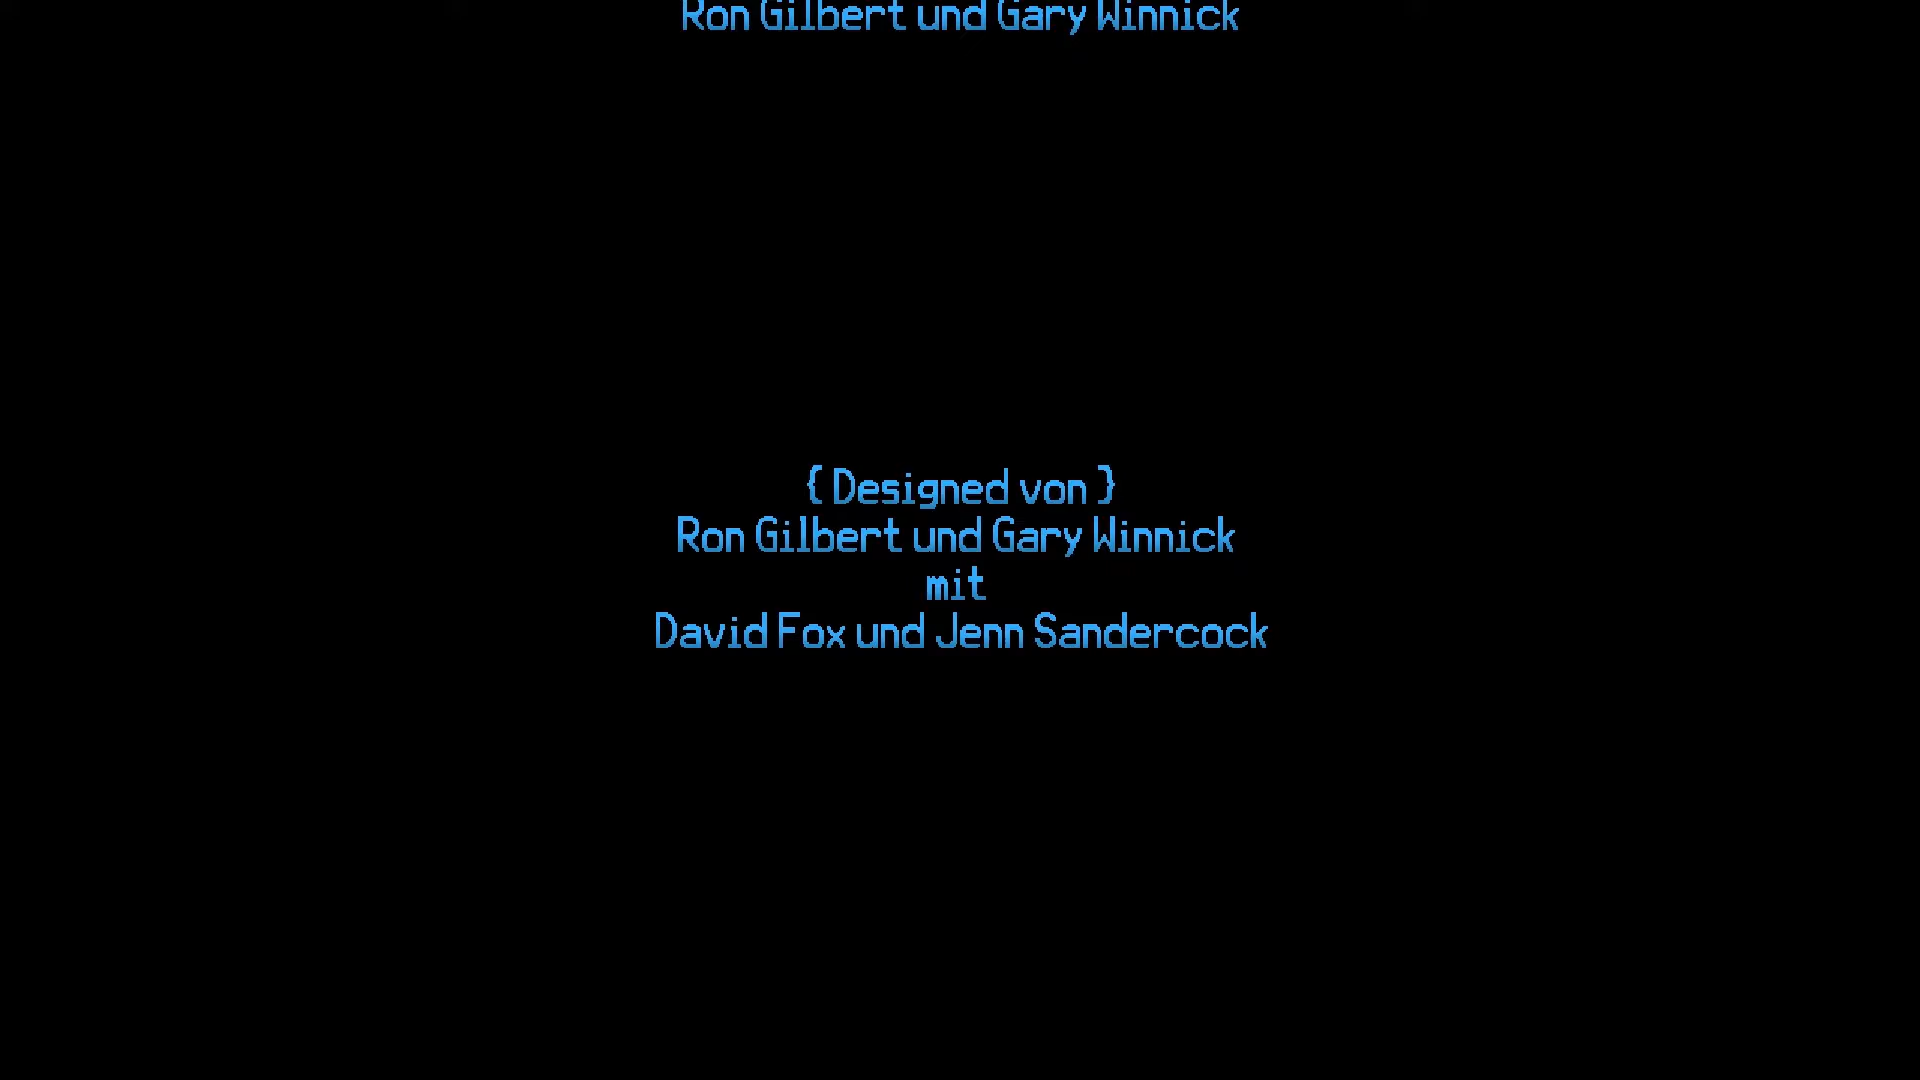 Ron Gilbert und Gary Winnick
{ Designed von }
Ron Gilbert und Gary Winnick
mit
David Fox und Jenn Sandercock